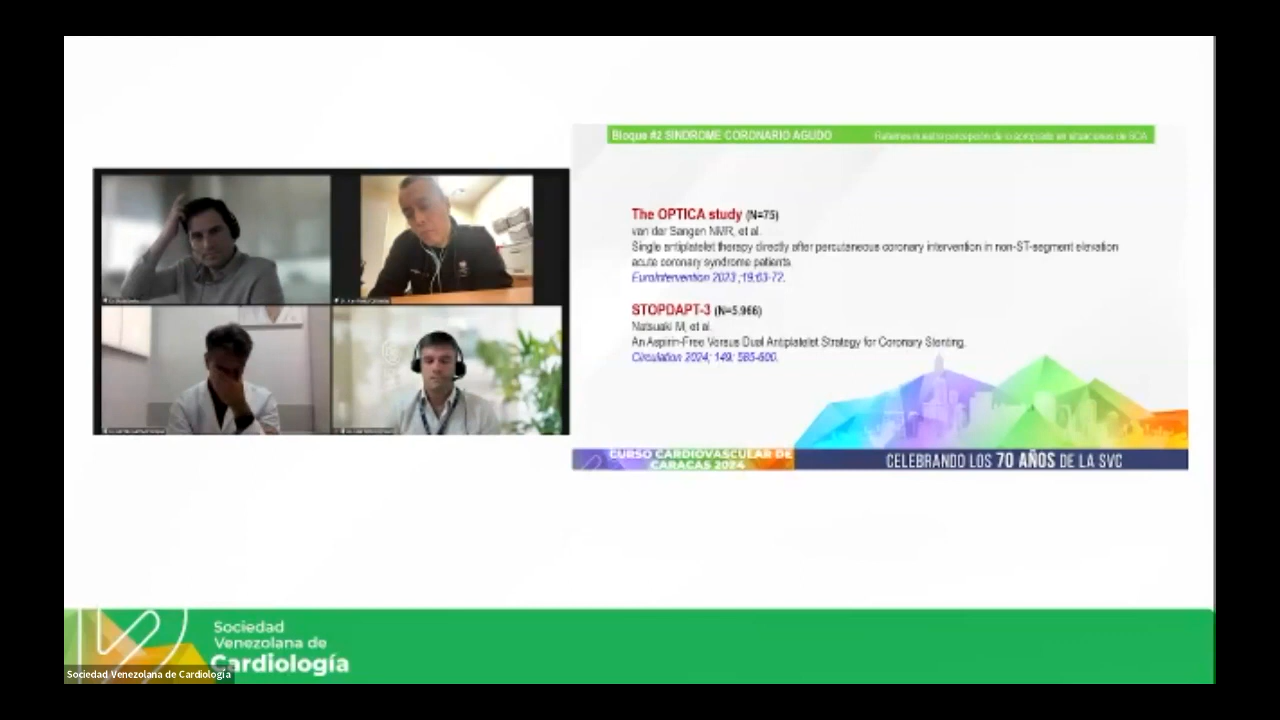 Bloque #2 SINDROME CORONARIO AGUDO
The OPTICA study (N=75)
van der Sangen NMR, et al.
Single antiplatelet therapy directly after percutaneous coronary intervention in non-ST-segment elevation
acute coronary syndrome patients.
EuroIntervention 2023 ;19:63-72.
STOPDAPT-3 (N=5.966)
Natsuaki M, et al.
An Aspirin-Free Versus Dual Antiplatelet Strategy for Coronary Stenting.
Circulation 2024; 149: 585-600.
CURSO CARDIOVASCULAR DE
CARACAS 2024
CELEBRANDO LOS 70 AÑOS DE LA SVC
Sociedad
Venezolana de
Cardiología
Sociedad Venezolana de Cardiología